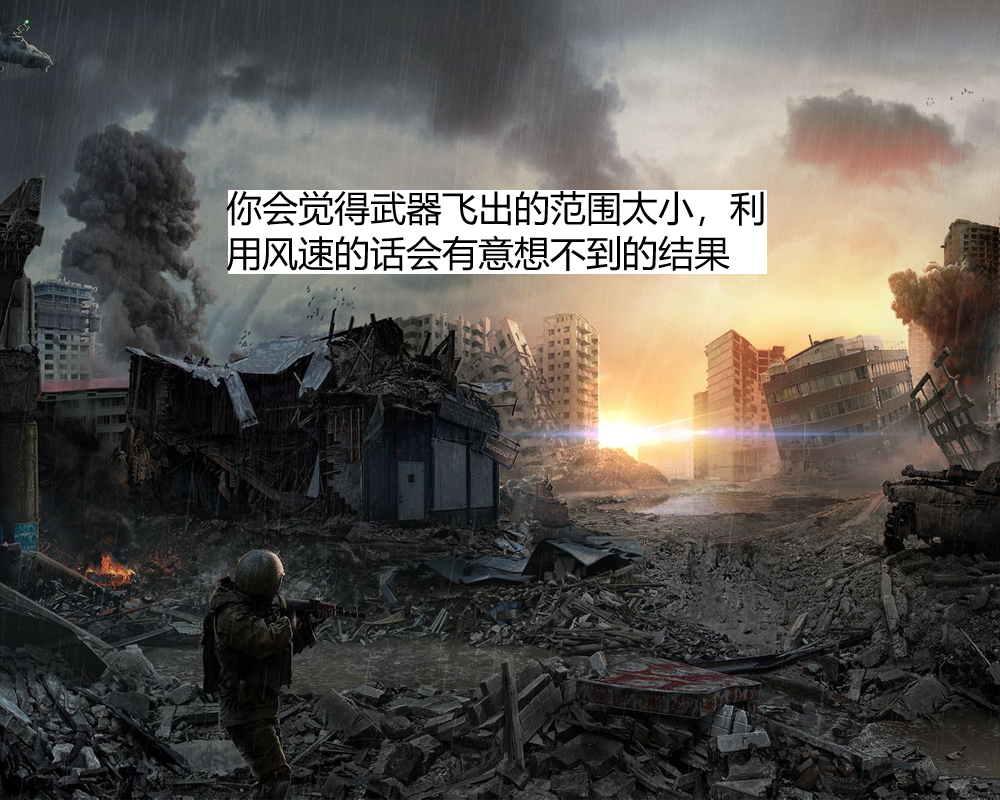 你会觉得武器飞出的范围太小，利
用风速的话会有意想不到的结果